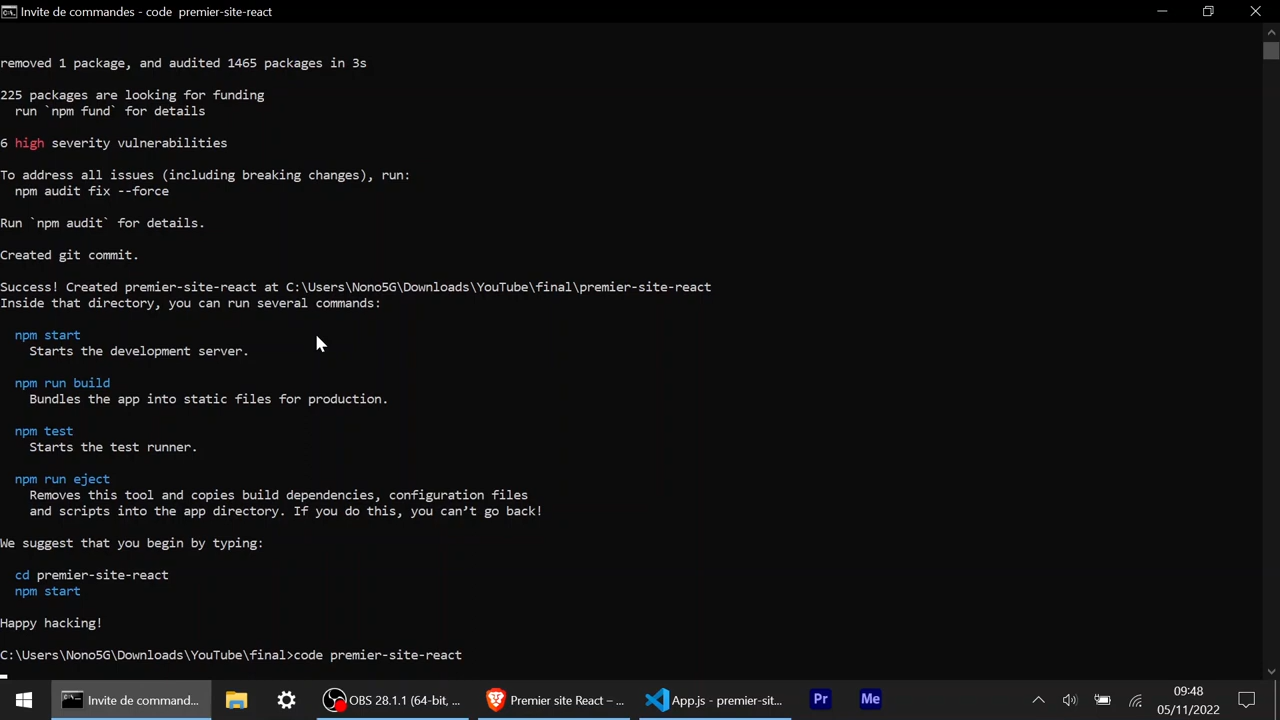 Invite de commandes - code  premier-site-react
removed 1 package, and audited 1465 packages in 3s
225 packages are looking for funding
run `npm fund` for details
6 high severity vulnerabilities
To address all issues (including breaking changes), run:
npm audit fix --force
Run `npm audit` for details.
Created git commit.
Success! Created premier-site-react at C:\Users\Nono5G\Downloads\YouTube\final\premier-site-react
Inside that directory, you can run several commands:
npm start
Starts the development server.
npm run build
Bundles the app into static files for production.
npm test
Starts the test runner.
npm run eject
Removes this tool and copies build dependencies, configuration files
and scripts into the app directory. If you do this, you can’t go back!
We suggest that you begin by typing:
cd premier-site-react
npm start
Happy hacking!
C:\Users\Nono5G\Downloads\YouTube\final>code premier-site-react
Invite de command... OBS 28.1.1 (64-bit, ... Premier site React – ... App.js - premier-sit... Pr Me 09:48
05/11/2022